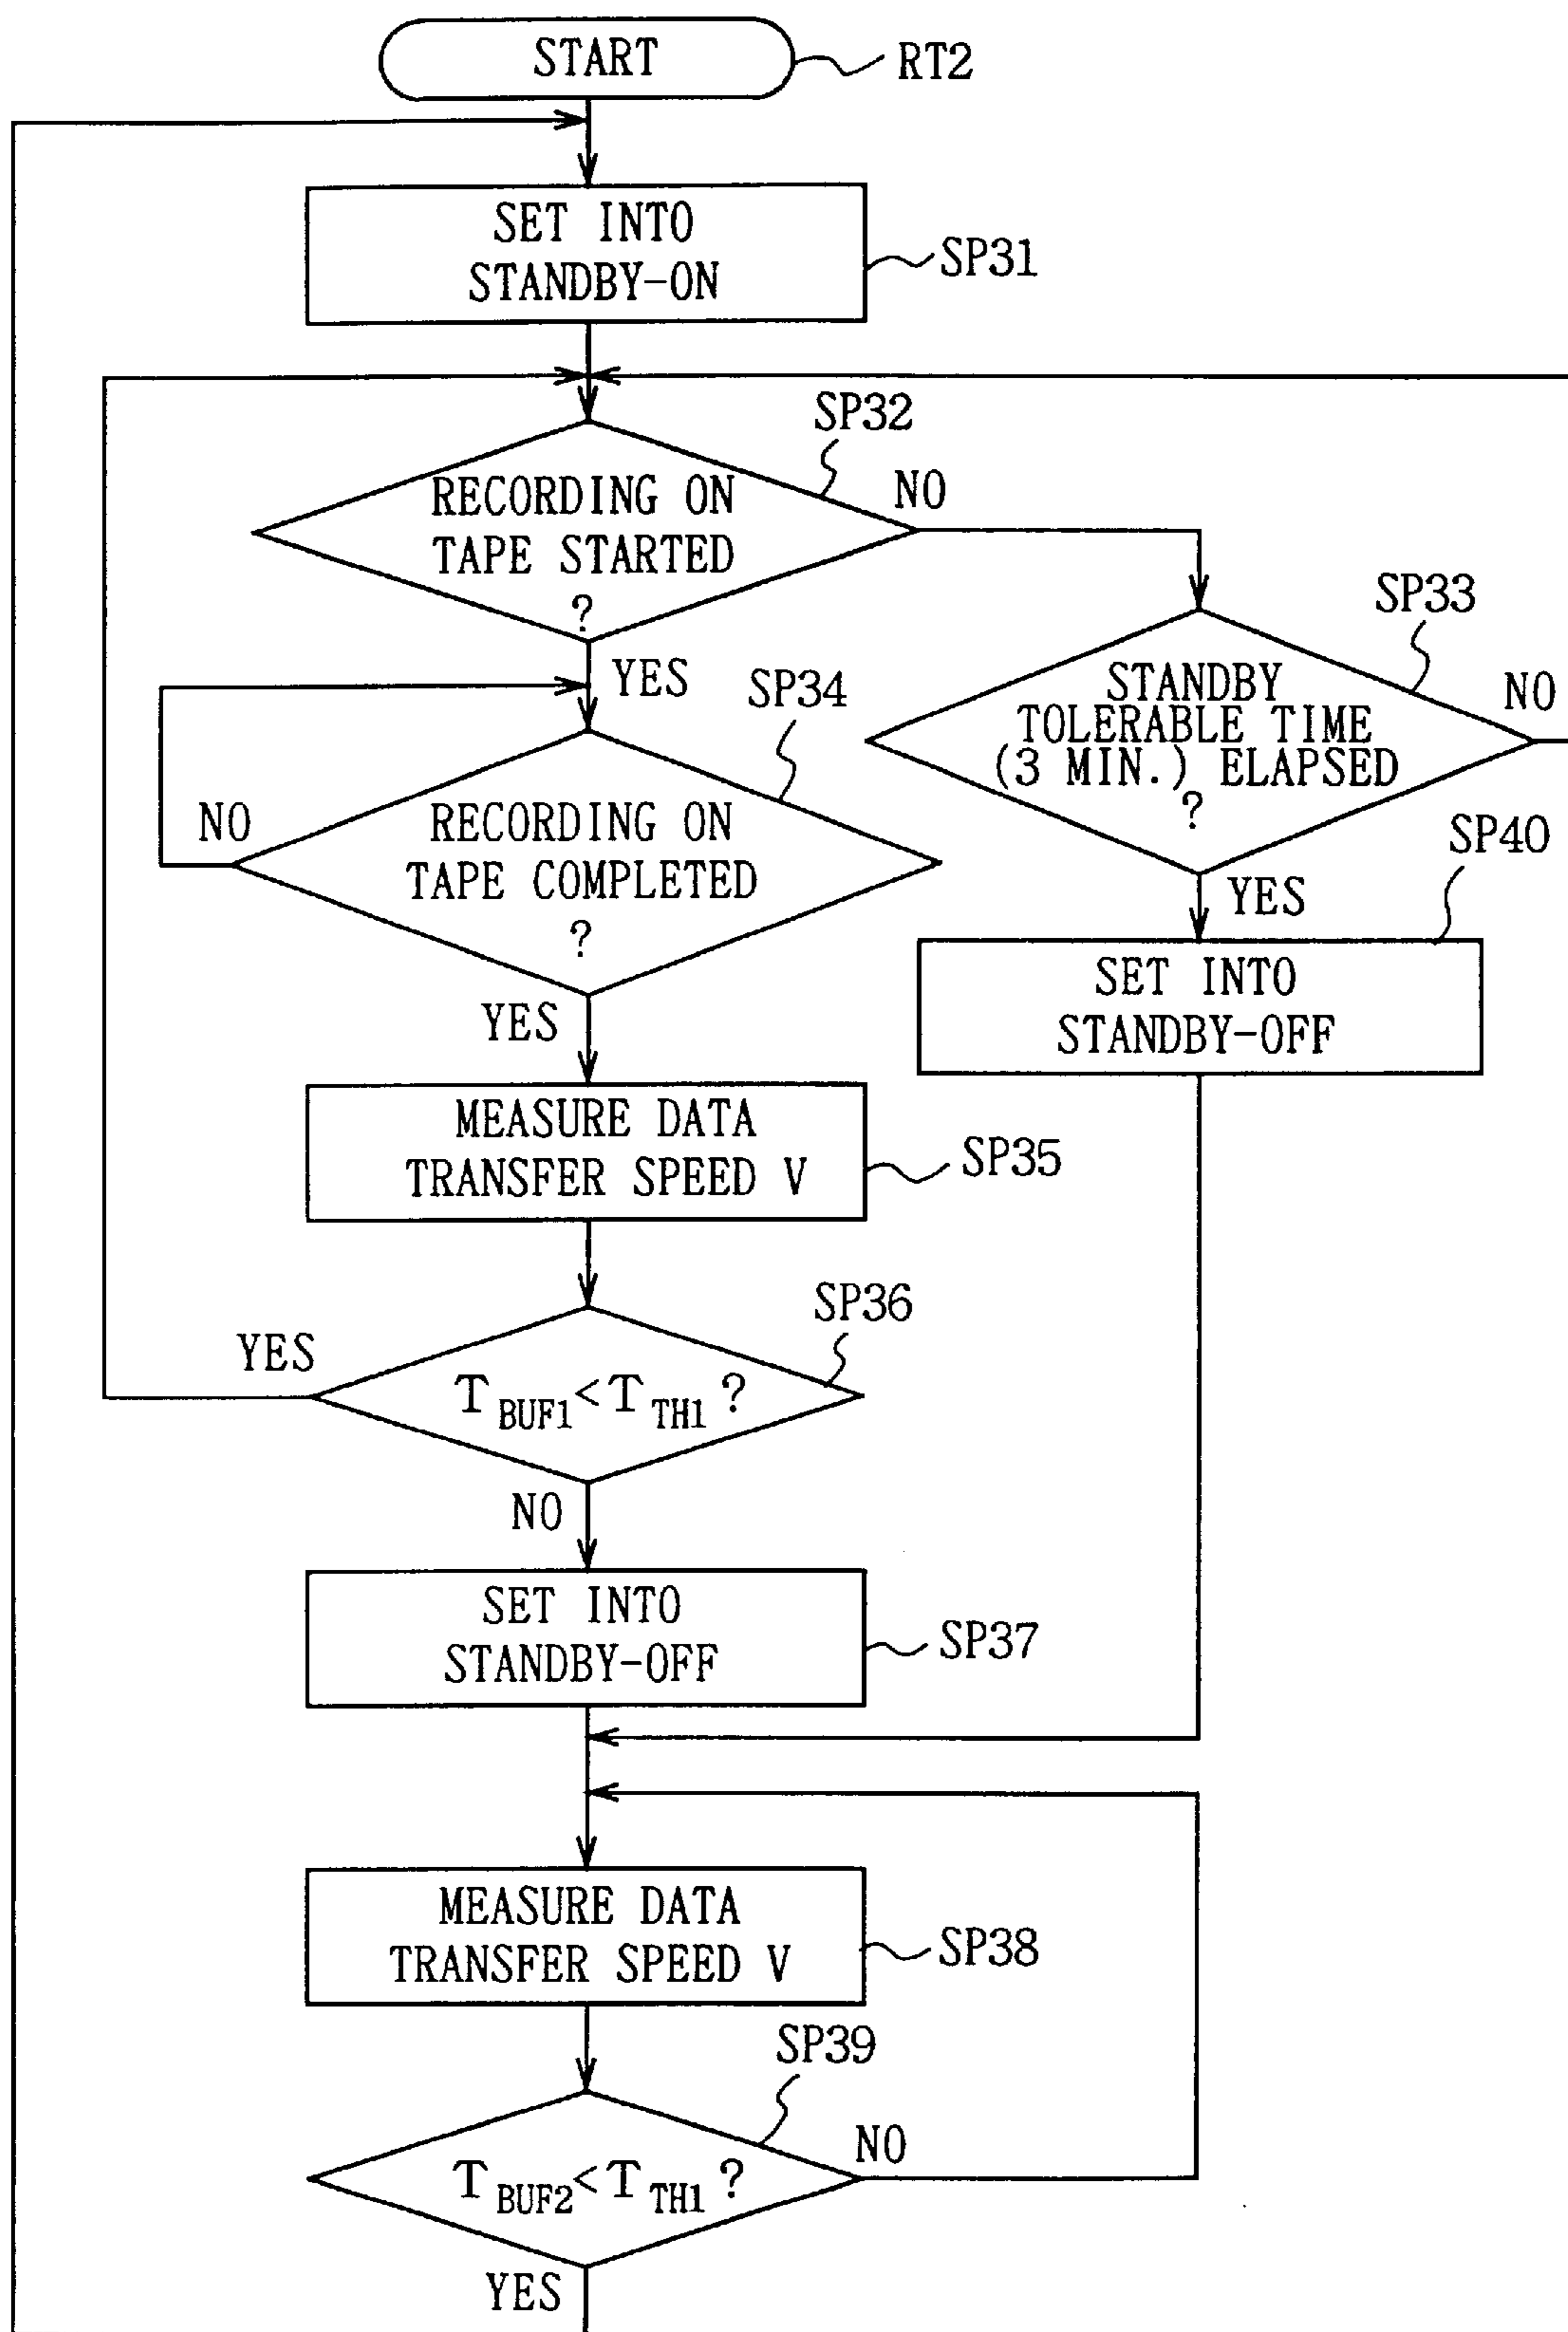 START
RT2
SET INTO
STANDBY-ON
SP31
SP32
RECORDING ON
TAPE STARTED
?
NO
YES
SP33
STANDBY
TOLERABLE TIME
(3 MIN.) ELAPSED
?
NO
YES
SP34
RECORDING ON
TAPE COMPLETED
?
NO
YES
SP40
SET INTO
STANDBY-OFF
MEASURE DATA
TRANSFER SPEED V
SP35
SP36
T BUF1 < T TH1 ?
YES
NO
SET INTO
STANDBY-OFF
SP37
MEASURE DATA
TRANSFER SPEED V
SP38
SP39
T BUF2 < T TH1 ?
NO
YES